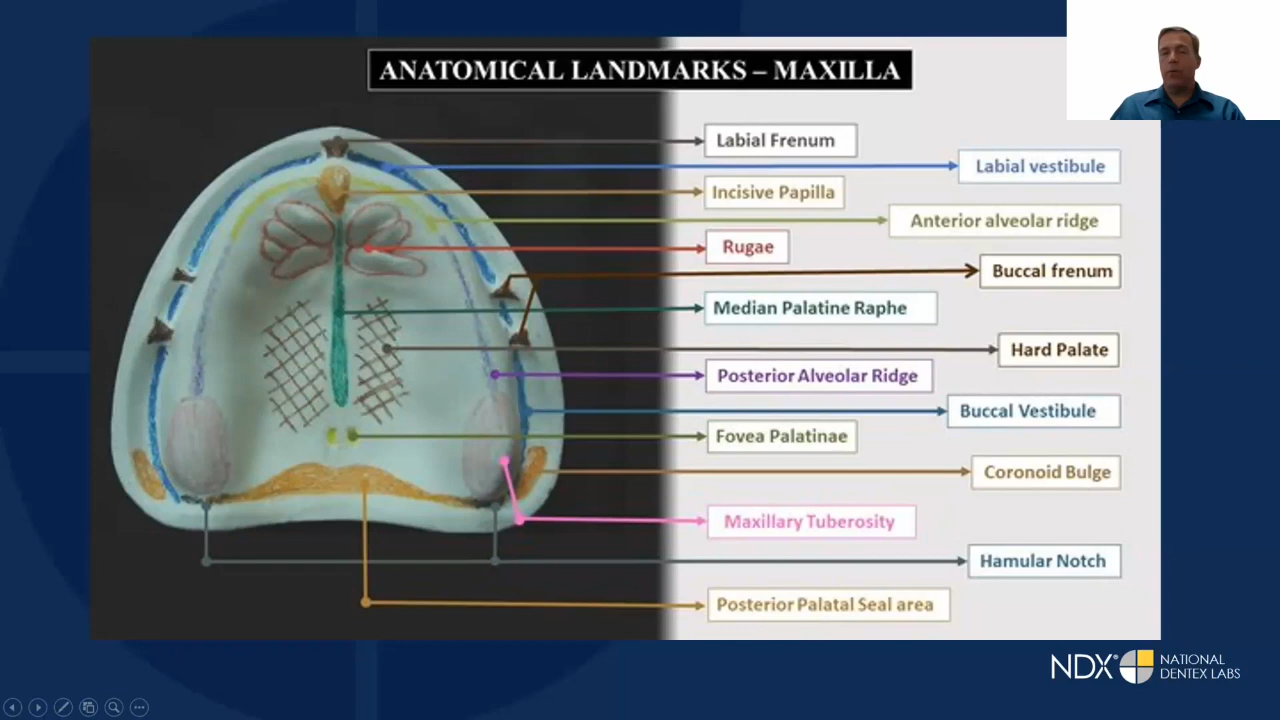 ANATOMICAL LANDMARKS – MAXILLA
Labial Frenum
Labial vestibule
Incisive Papilla
Anterior alveolar ridge
Rugae
Buccal frenum
Median Palatine Raphe
Hard Palate
Posterior Alveolar Ridge
Buccal Vestibule
Fovea Palatinae
Coronoid Bulge
Maxillary Tuberosity
Hamular Notch
Posterior Palatal Seal area
NDX® NATIONAL
DENTEX LABS